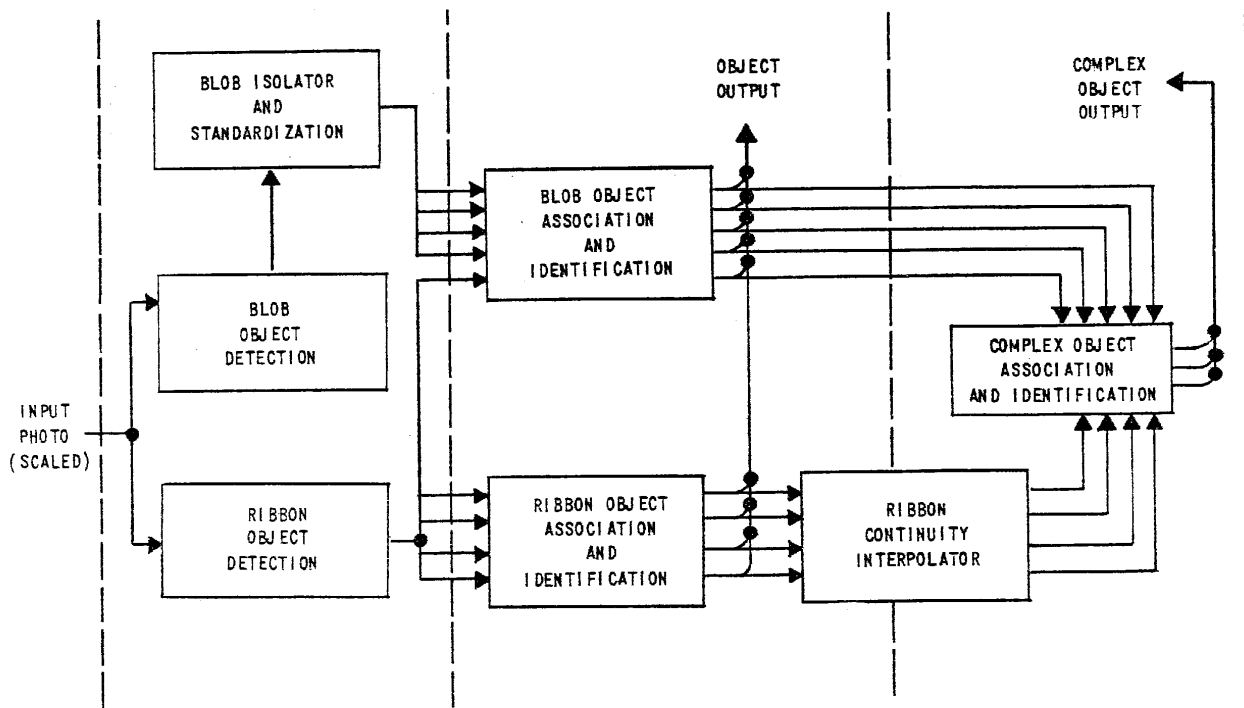 BLOB ISOLATOR
AND
STANDARDIZATION
OBJECT
OUTPUT
COMPLEX
OBJECT
OUTPUT
BLOB OBJECT
ASSOCIATION
AND
IDENTIFICATION
BLOB
OBJECT
DETECTION
COMPLEX OBJECT
ASSOCIATION
AND IDENTIFICATION
INPUT
PHOTO
(SCALED)
RIBBON
OBJECT
DETECTION
RIBBON OBJECT
ASSOCIATION
AND
IDENTIFICATION
RIBBON
CONTINUITY
INTERPOLATOR